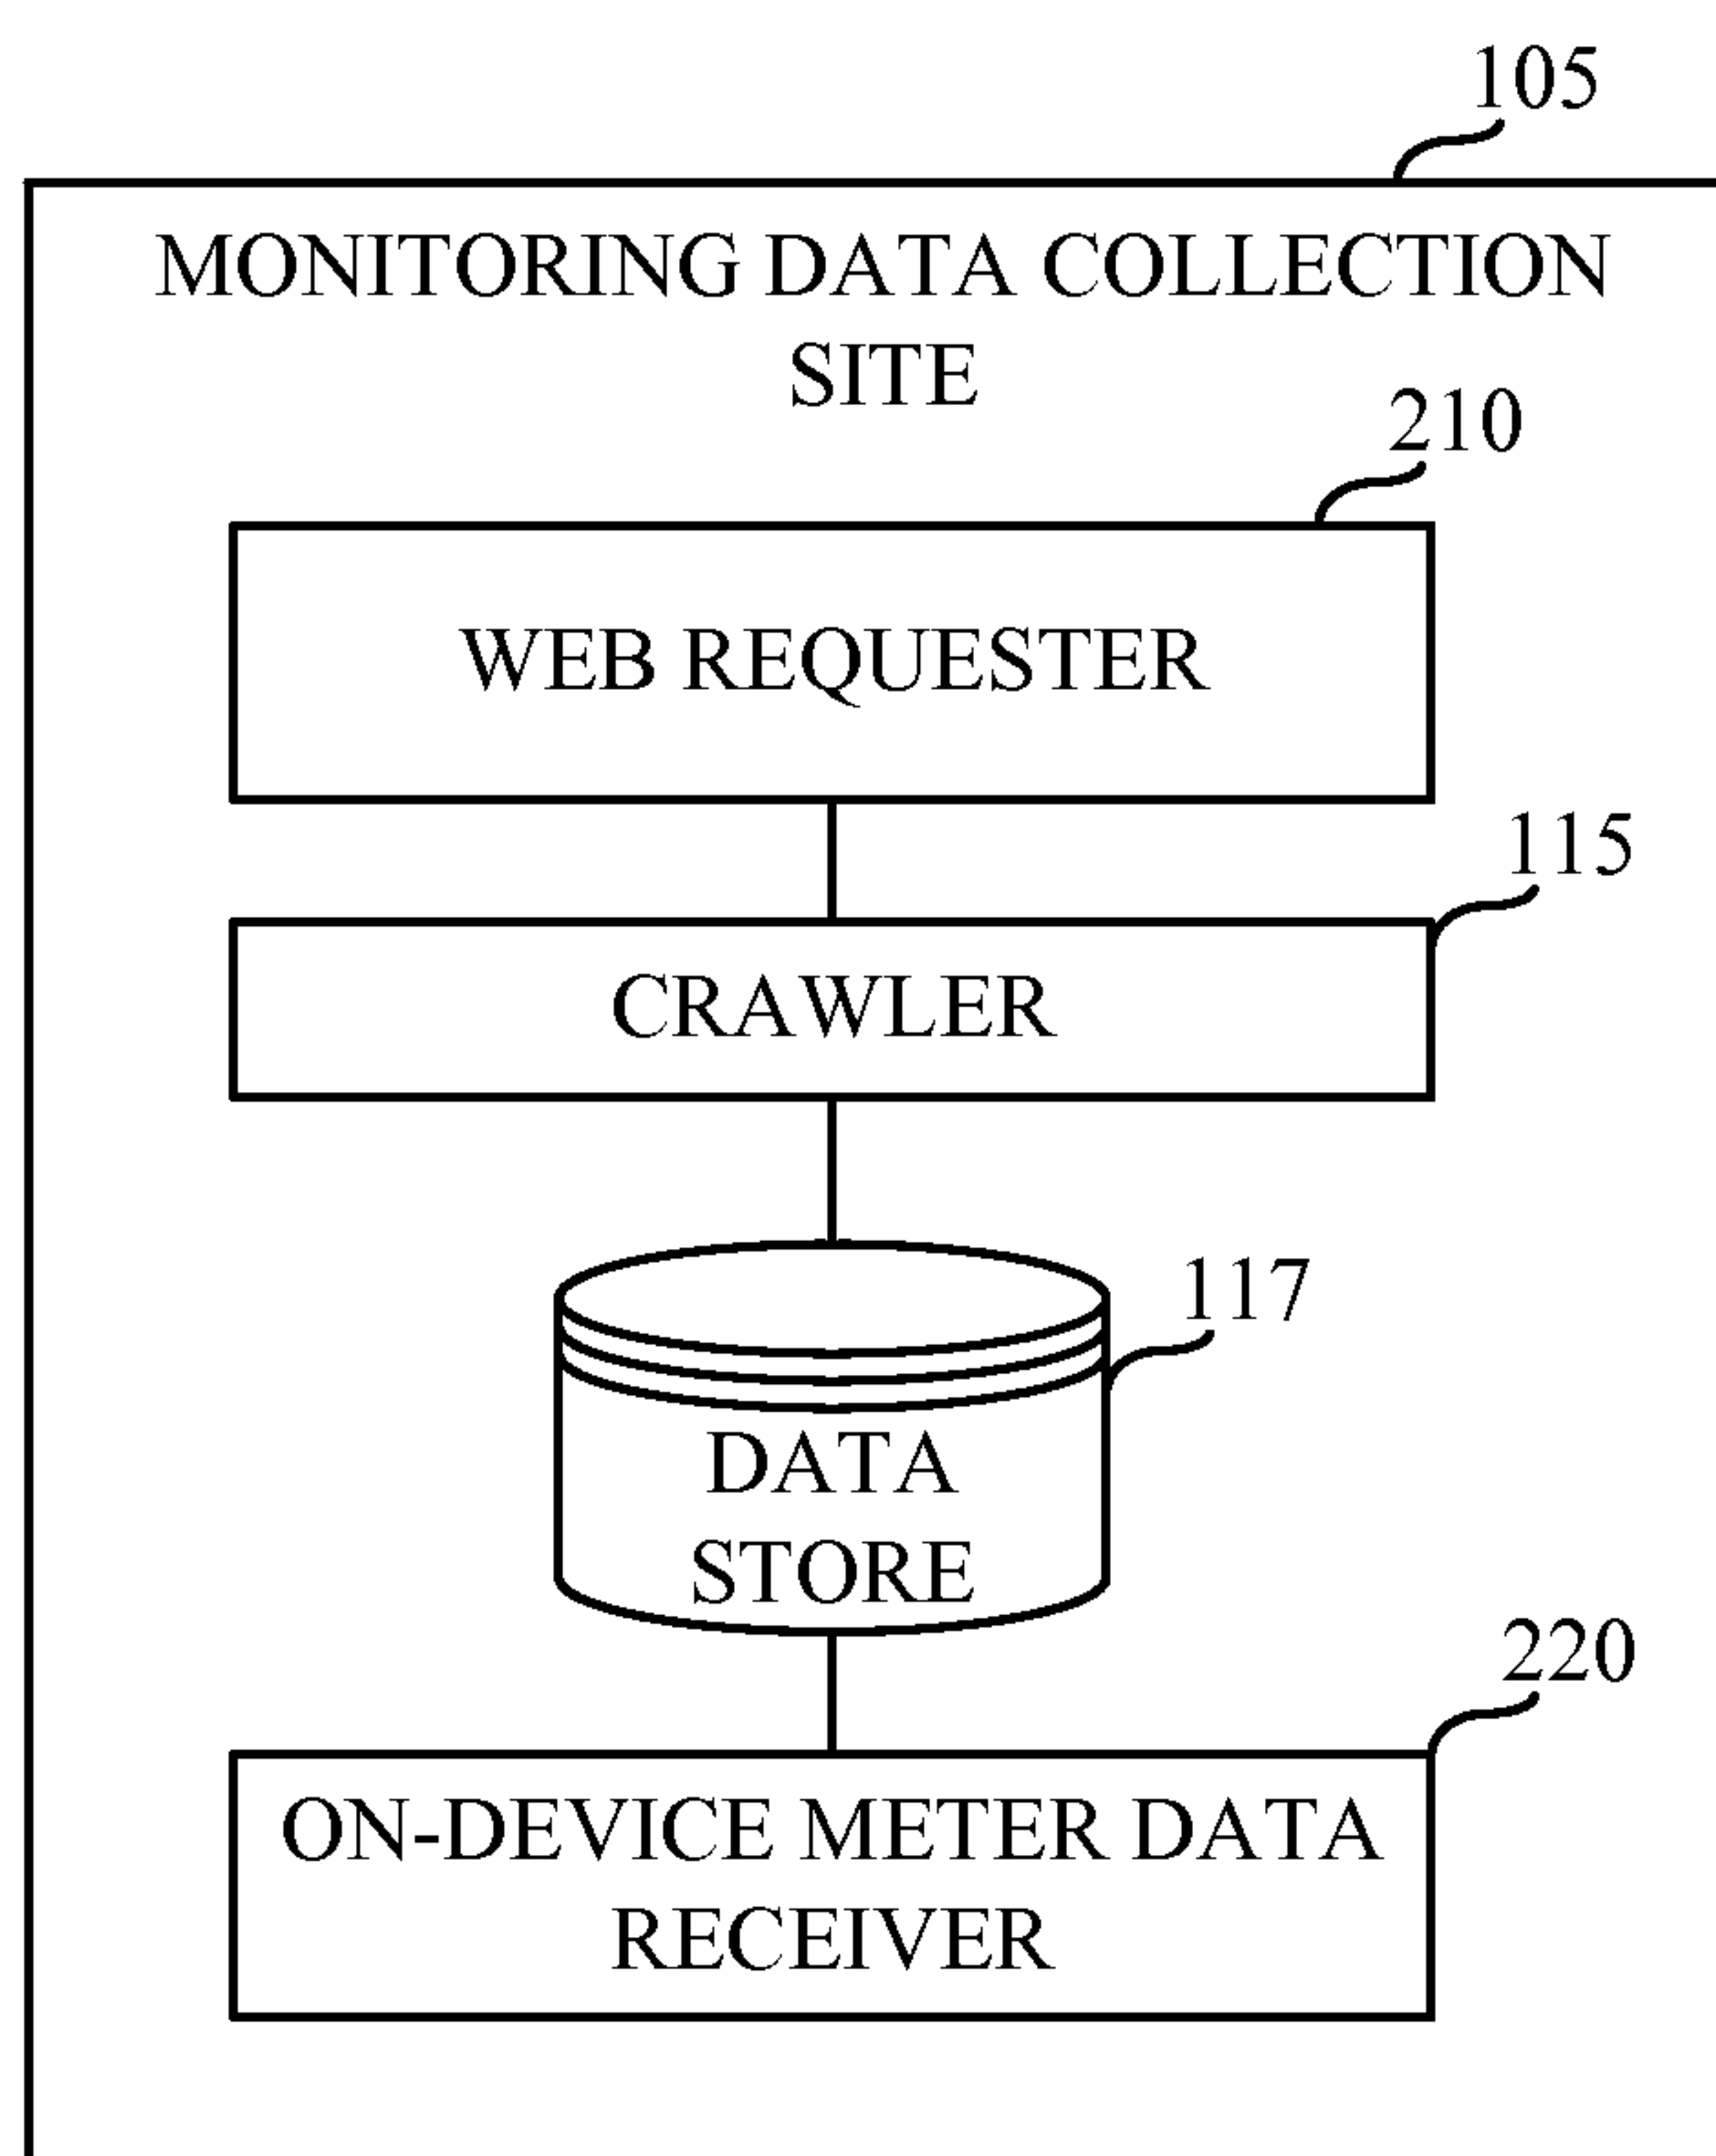 105
MONITORING DATA COLLECTION
SITE
210
WEB REQUESTER
115
CRAWLER
117
DATA
STORE
220
ON-DEVICE METER DATA
RECEIVER